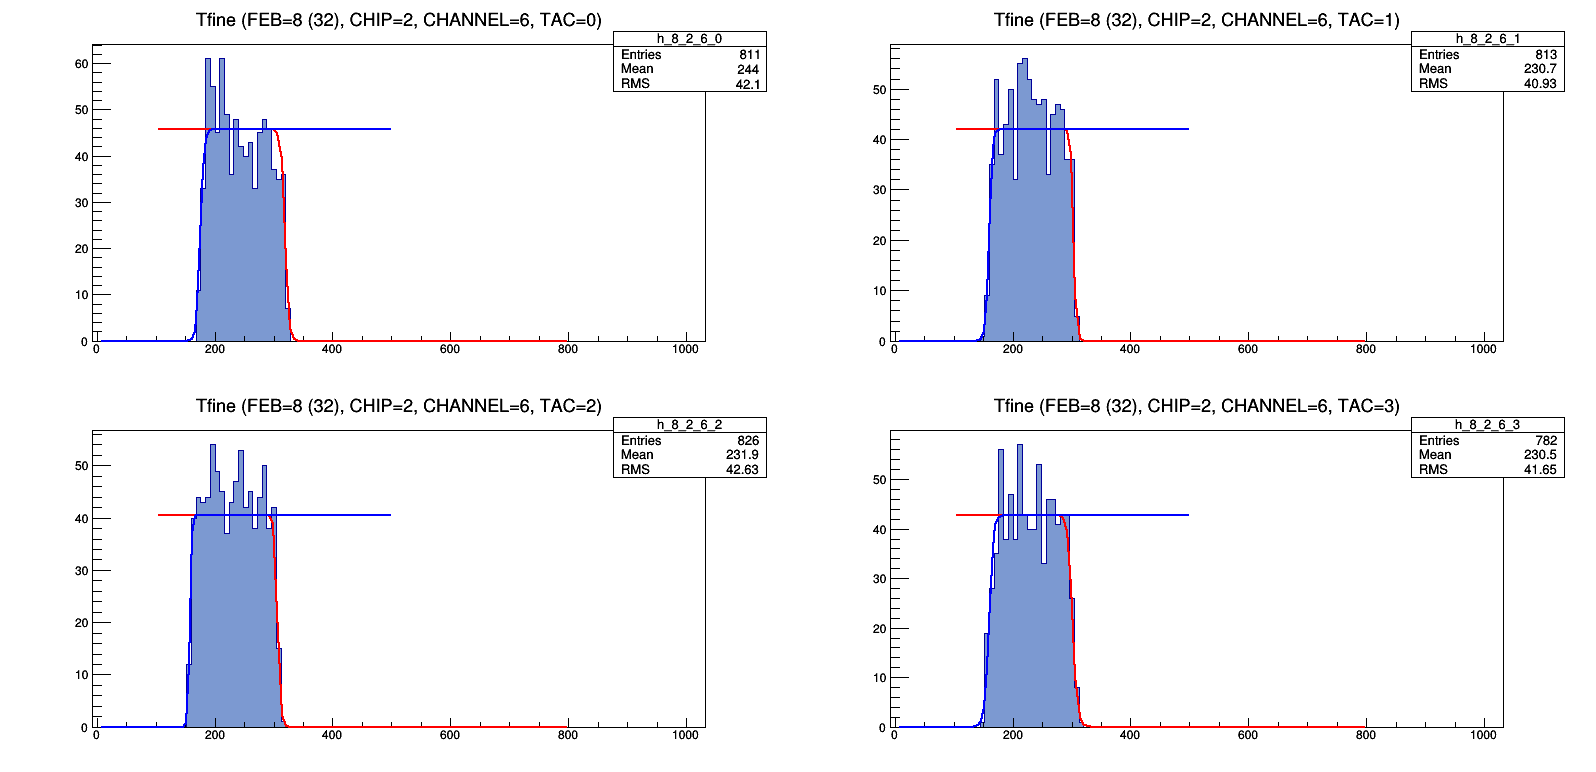 Tfine (FEB=8 (32), CHIP=2, CHANNEL=6, TAC=0)
h_8_2_6_0
Entries 811
Mean 244
RMS 42.1
60
50
40
30
20
10
0
0 200 400 600 800 1000
Tfine (FEB=8 (32), CHIP=2, CHANNEL=6, TAC=1)
h_8_2_6_1
Entries 813
Mean 230.7
RMS 40.93
50
40
30
20
10
0
0 200 400 600 800 1000
Tfine (FEB=8 (32), CHIP=2, CHANNEL=6, TAC=2)
h_8_2_6_2
Entries 826
Mean 231.9
RMS 42.63
50
40
30
20
10
0
0 200 400 600 800 1000
Tfine (FEB=8 (32), CHIP=2, CHANNEL=6, TAC=3)
h_8_2_6_3
Entries 782
Mean 230.5
RMS 41.65
50
40
30
20
10
0
0 200 400 600 800 1000